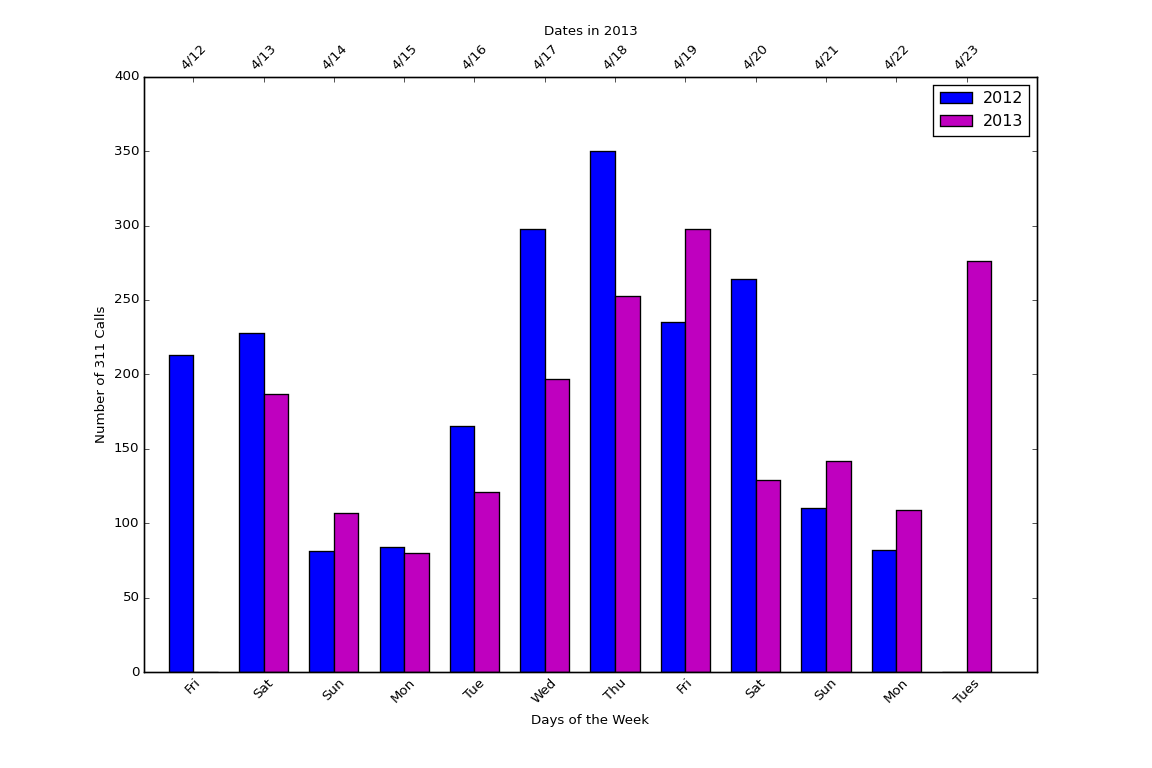 Dates in 2013
4/12 4/13 4/14 4/15 4/16 4/17 4/18 4/19 4/20 4/21 4/22 4/23
2012
2013
400
350
300
250
200
150
100
50
0
Number of 311 Calls
Fri Sat Sun Mon Tue Wed Thu Fri Sat Sun Mon Tues
Days of the Week